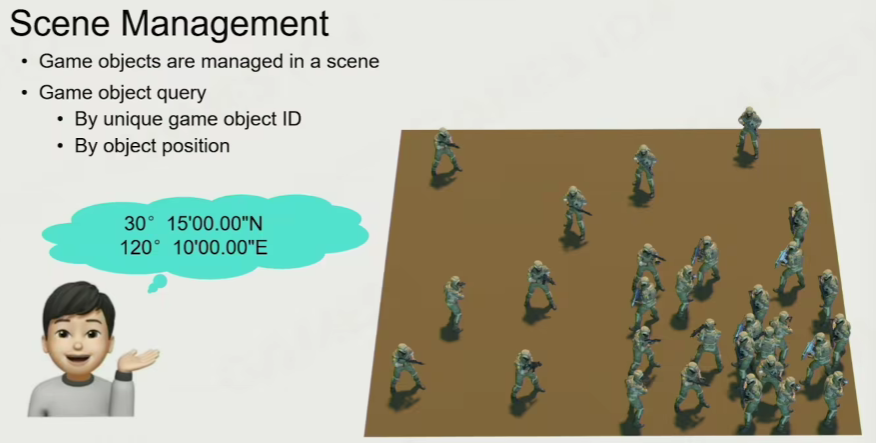 Scene Management
• Game objects are managed in a scene
• Game object query
• By unique game object ID
• By object position
30° 15'00.00"N
120° 10'00.00"E